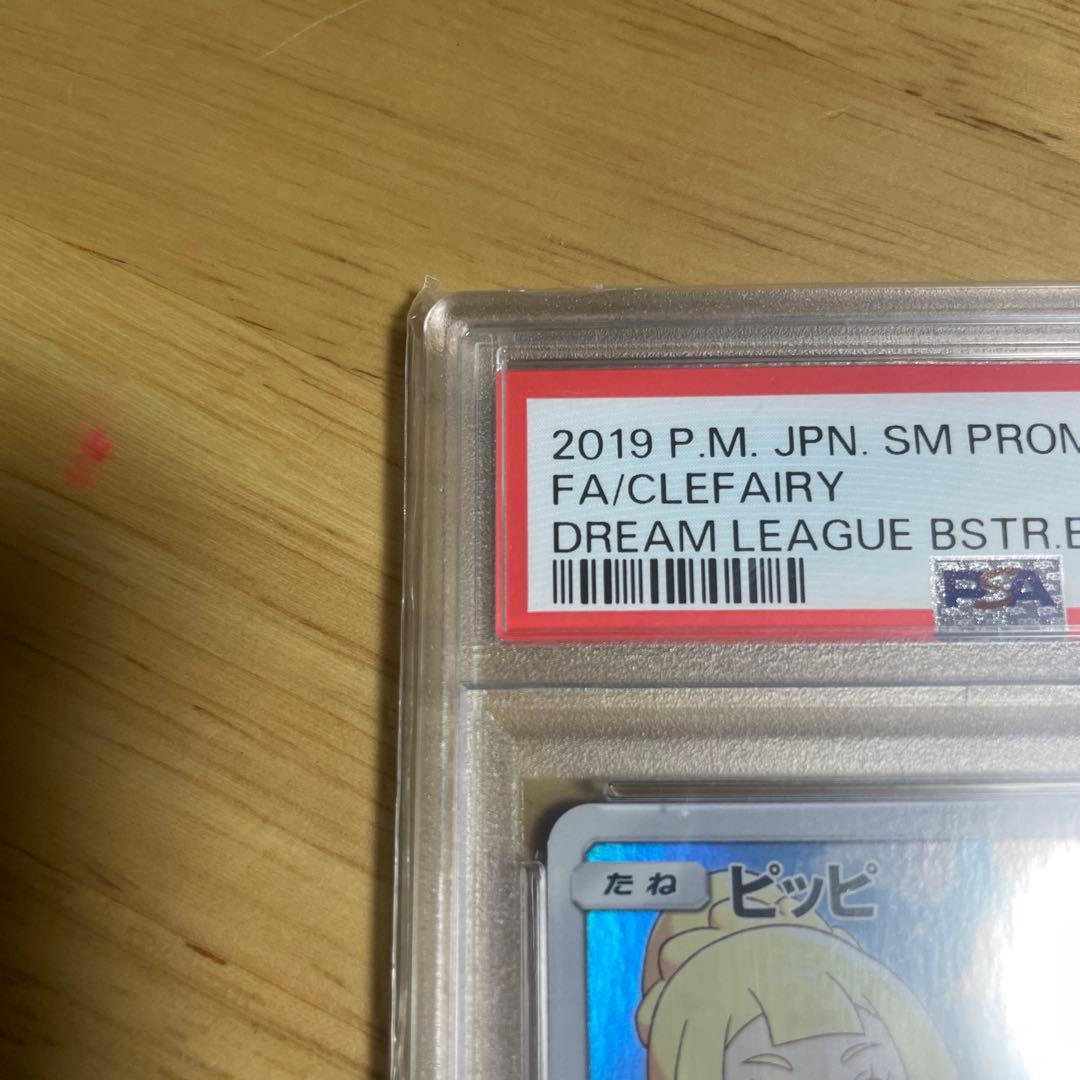 2019 P.M. JPN. SM PROM
FA/CLEFAIRY
DREAM LEAGUE BSTR.B
PSA
たね ピッピ